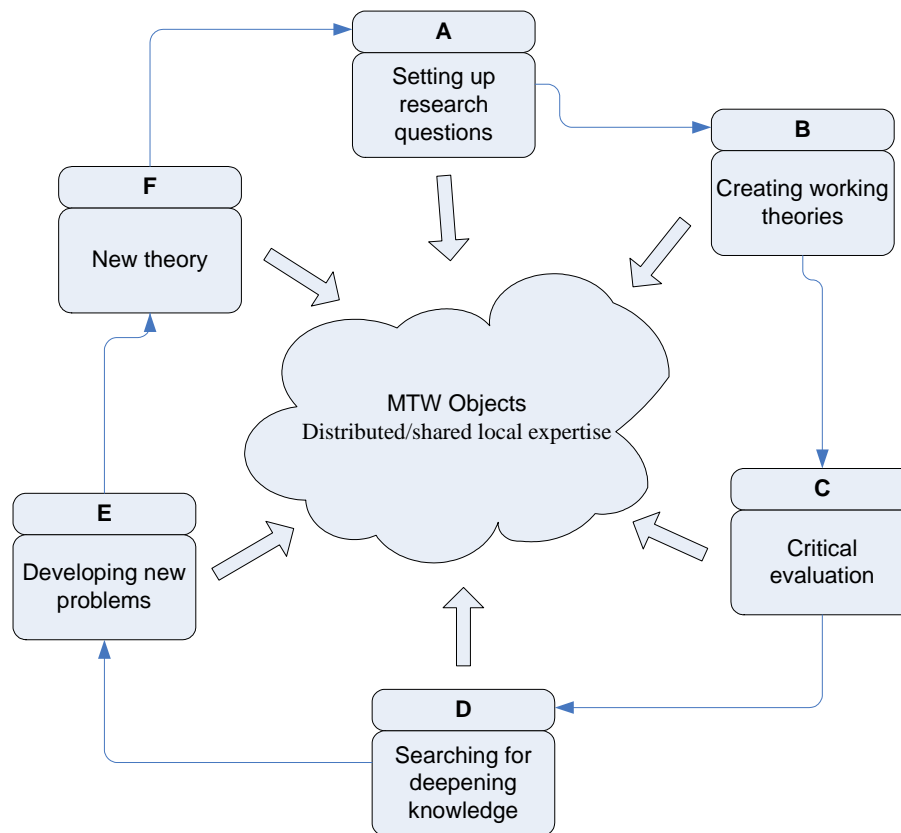 A
Setting up
research
questions
B
Creating working
theories
F
New theory
MTW Objects
Distributed/shared local expertise
C
Critical
evaluation
E
Developing new
problems
D
Searching for
deepening
knowledge